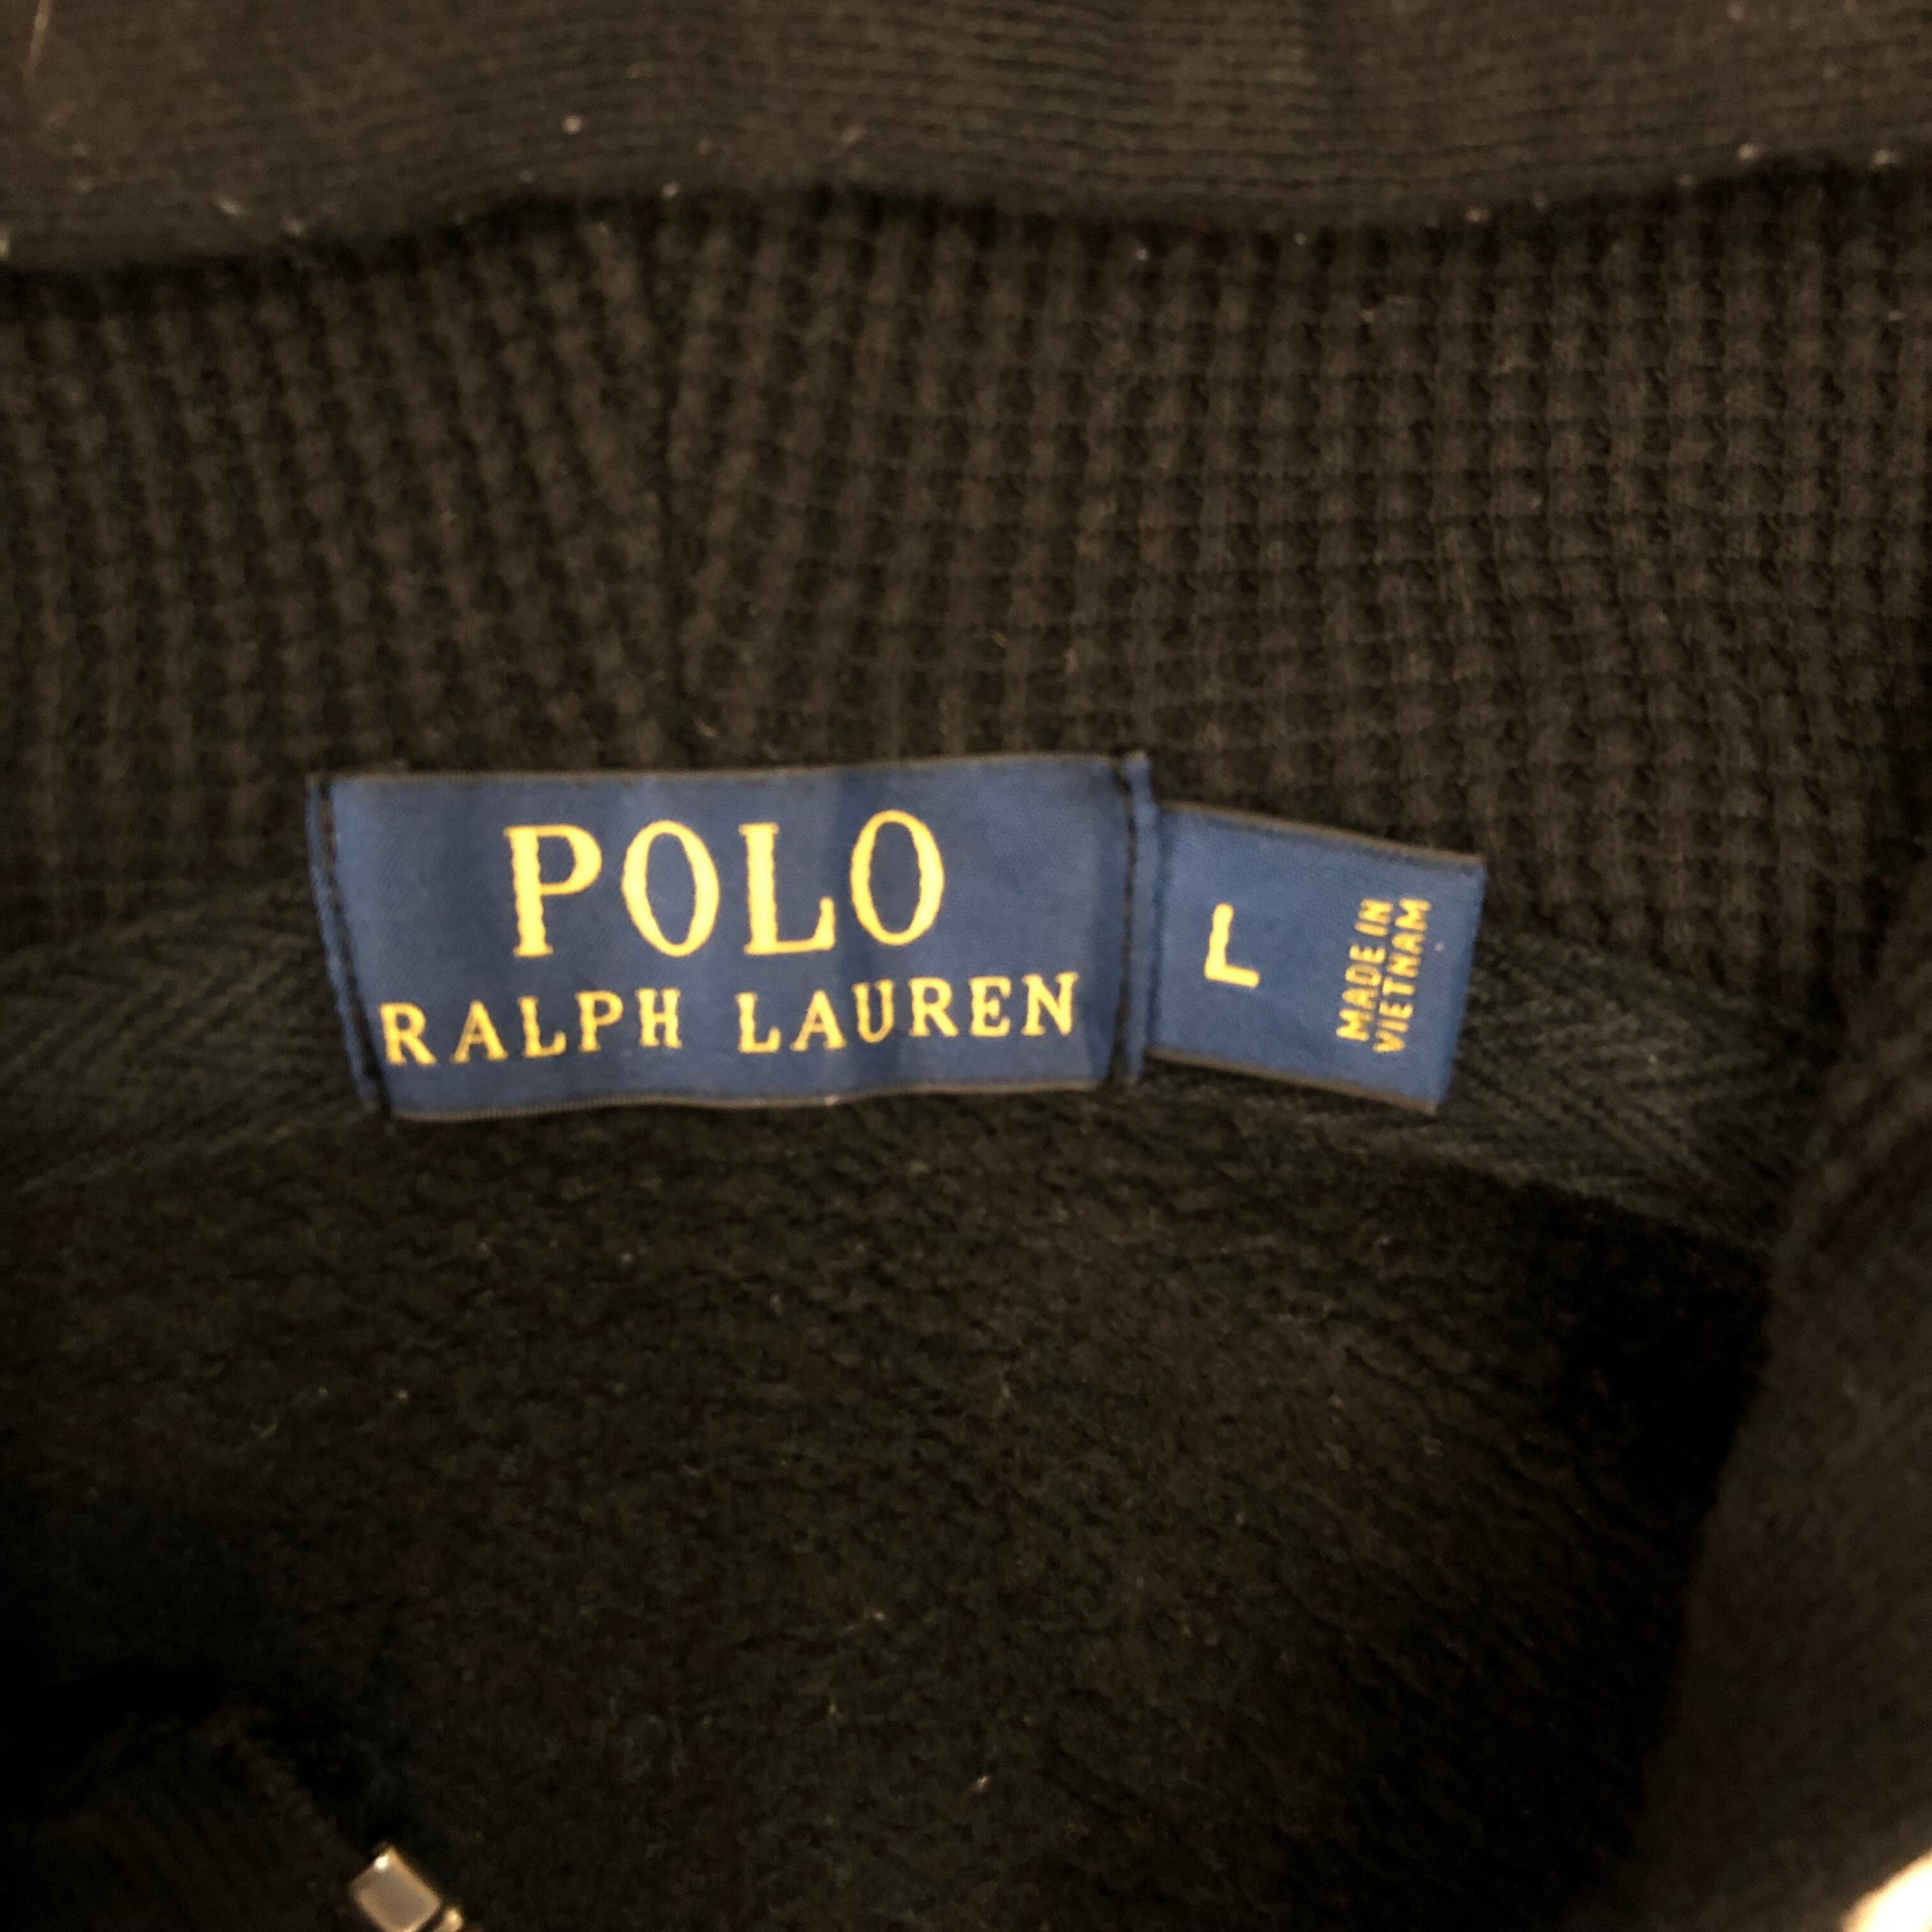 POLO
RALPH LAUREN
L
MADE IN
VIETNAM